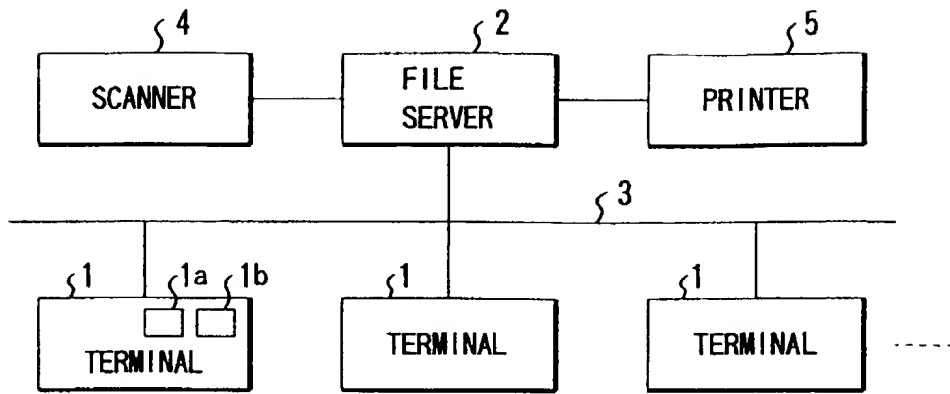 4
2
5
SCANNER
FILE
SERVER
PRINTER
3
1
1a
1b
1
1
TERMINAL
TERMINAL
TERMINAL